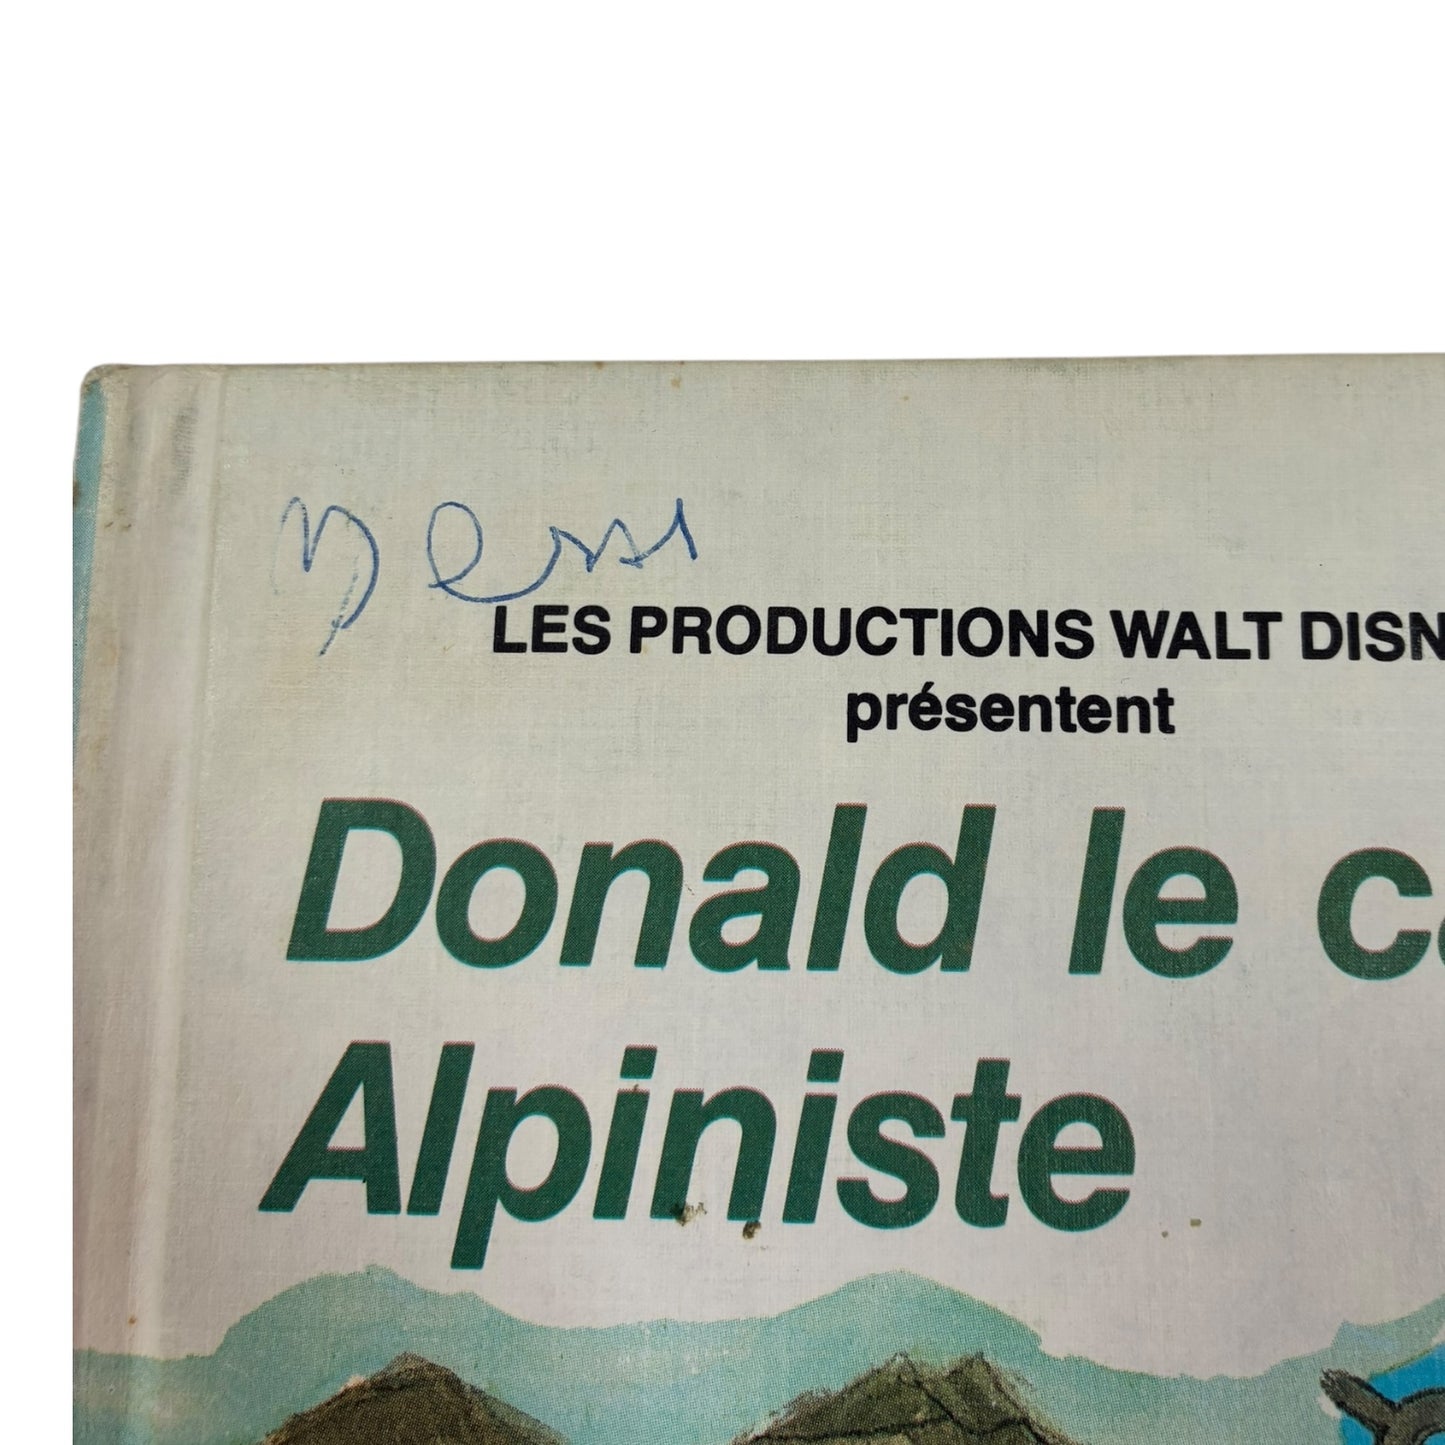 LES PRODUCTIONS WALT DISN
présentent
Donald le ca
Alpiniste